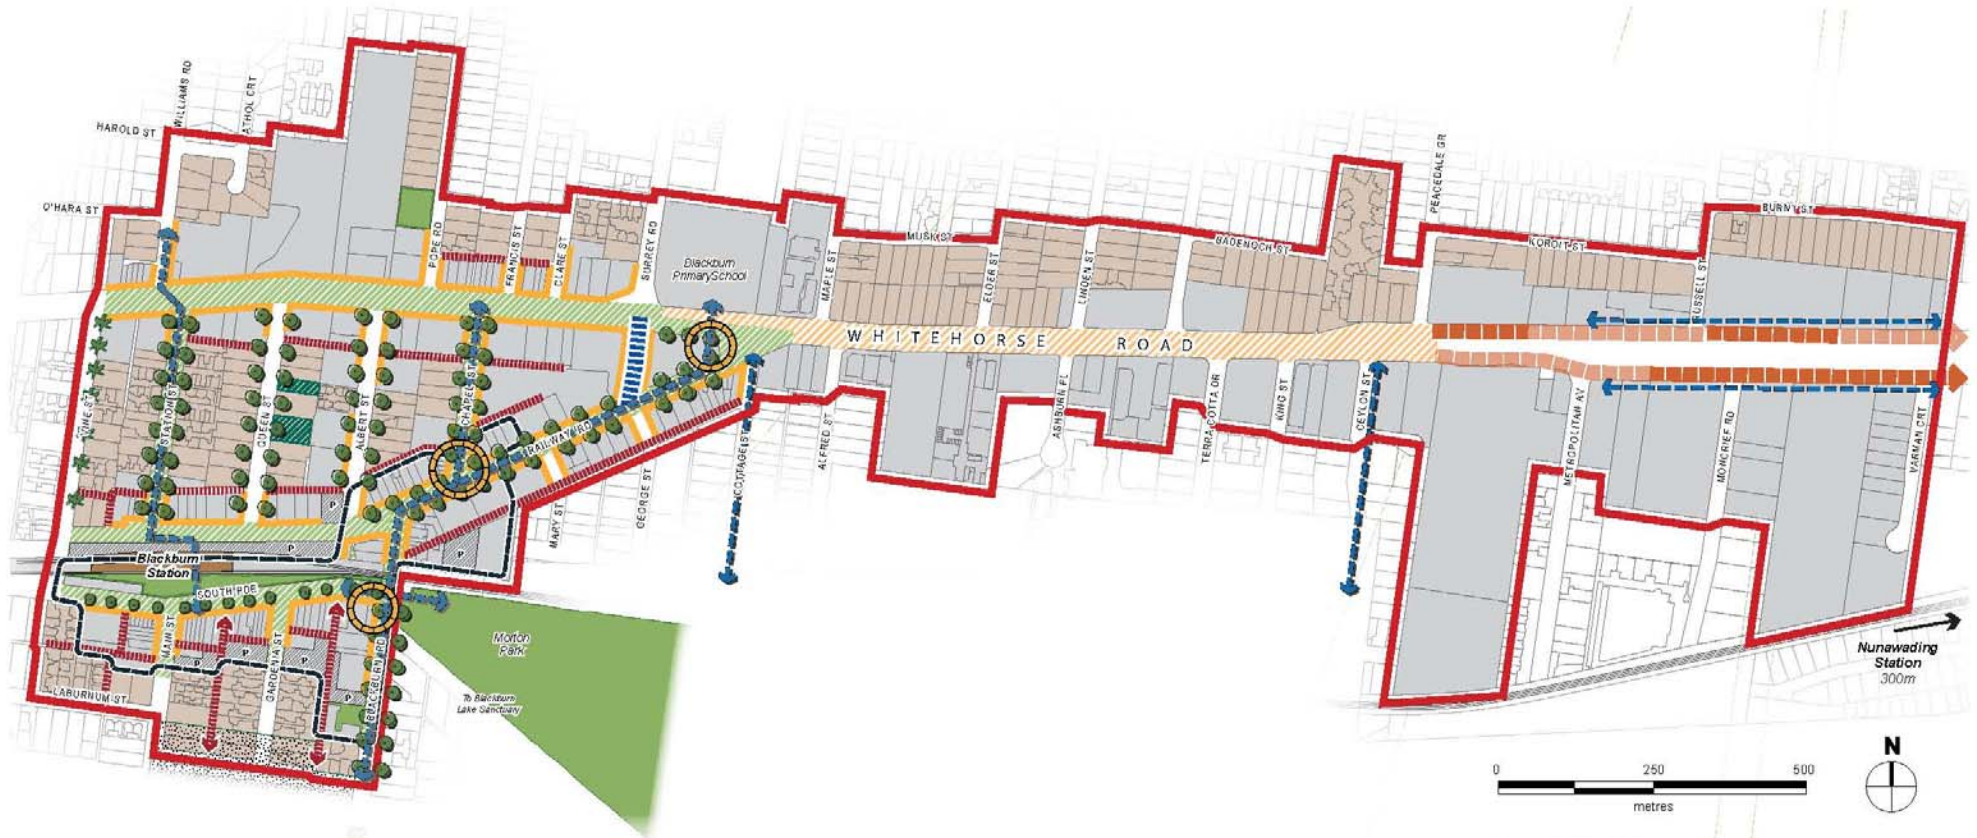 WILLIAMS RD
ATHOL CRT
HAROLD ST
O'HARA ST
POPE RD
FRANCIS ST
CLARE ST
SURREY RD
Blackburn
Primary School
MAPLE ST
MUSK ST
ELDER ST
LINDEN ST
BADENOCH ST
PEACEDALE GR
KOROIT ST
RUSSELL ST
BURNT ST
WHITEHORSE ROAD
VINE ST
STATION ST
QUEEN ST
ALBERT ST
CHAPEL ST
RAILWAY RD
MARY ST
GEORGE ST
COTTAGE ST
ALFRED ST
ASHBURN PL
TERRA COTTA DR
KING ST
CEYLON ST
METROPOLITAN AV
MONCRIEF RD
VARMAN CRT
P
P
P
P
Blackburn
Station
SOUTH PDE
MAIN ST
GARDENIA ST
BLACKBURN RD
LABURNUM ST
P
P
P
P
Morton
Park
To Blackburn
Lake Sanctuary
Nunawading
Station
300m
N
0 250 500
metres